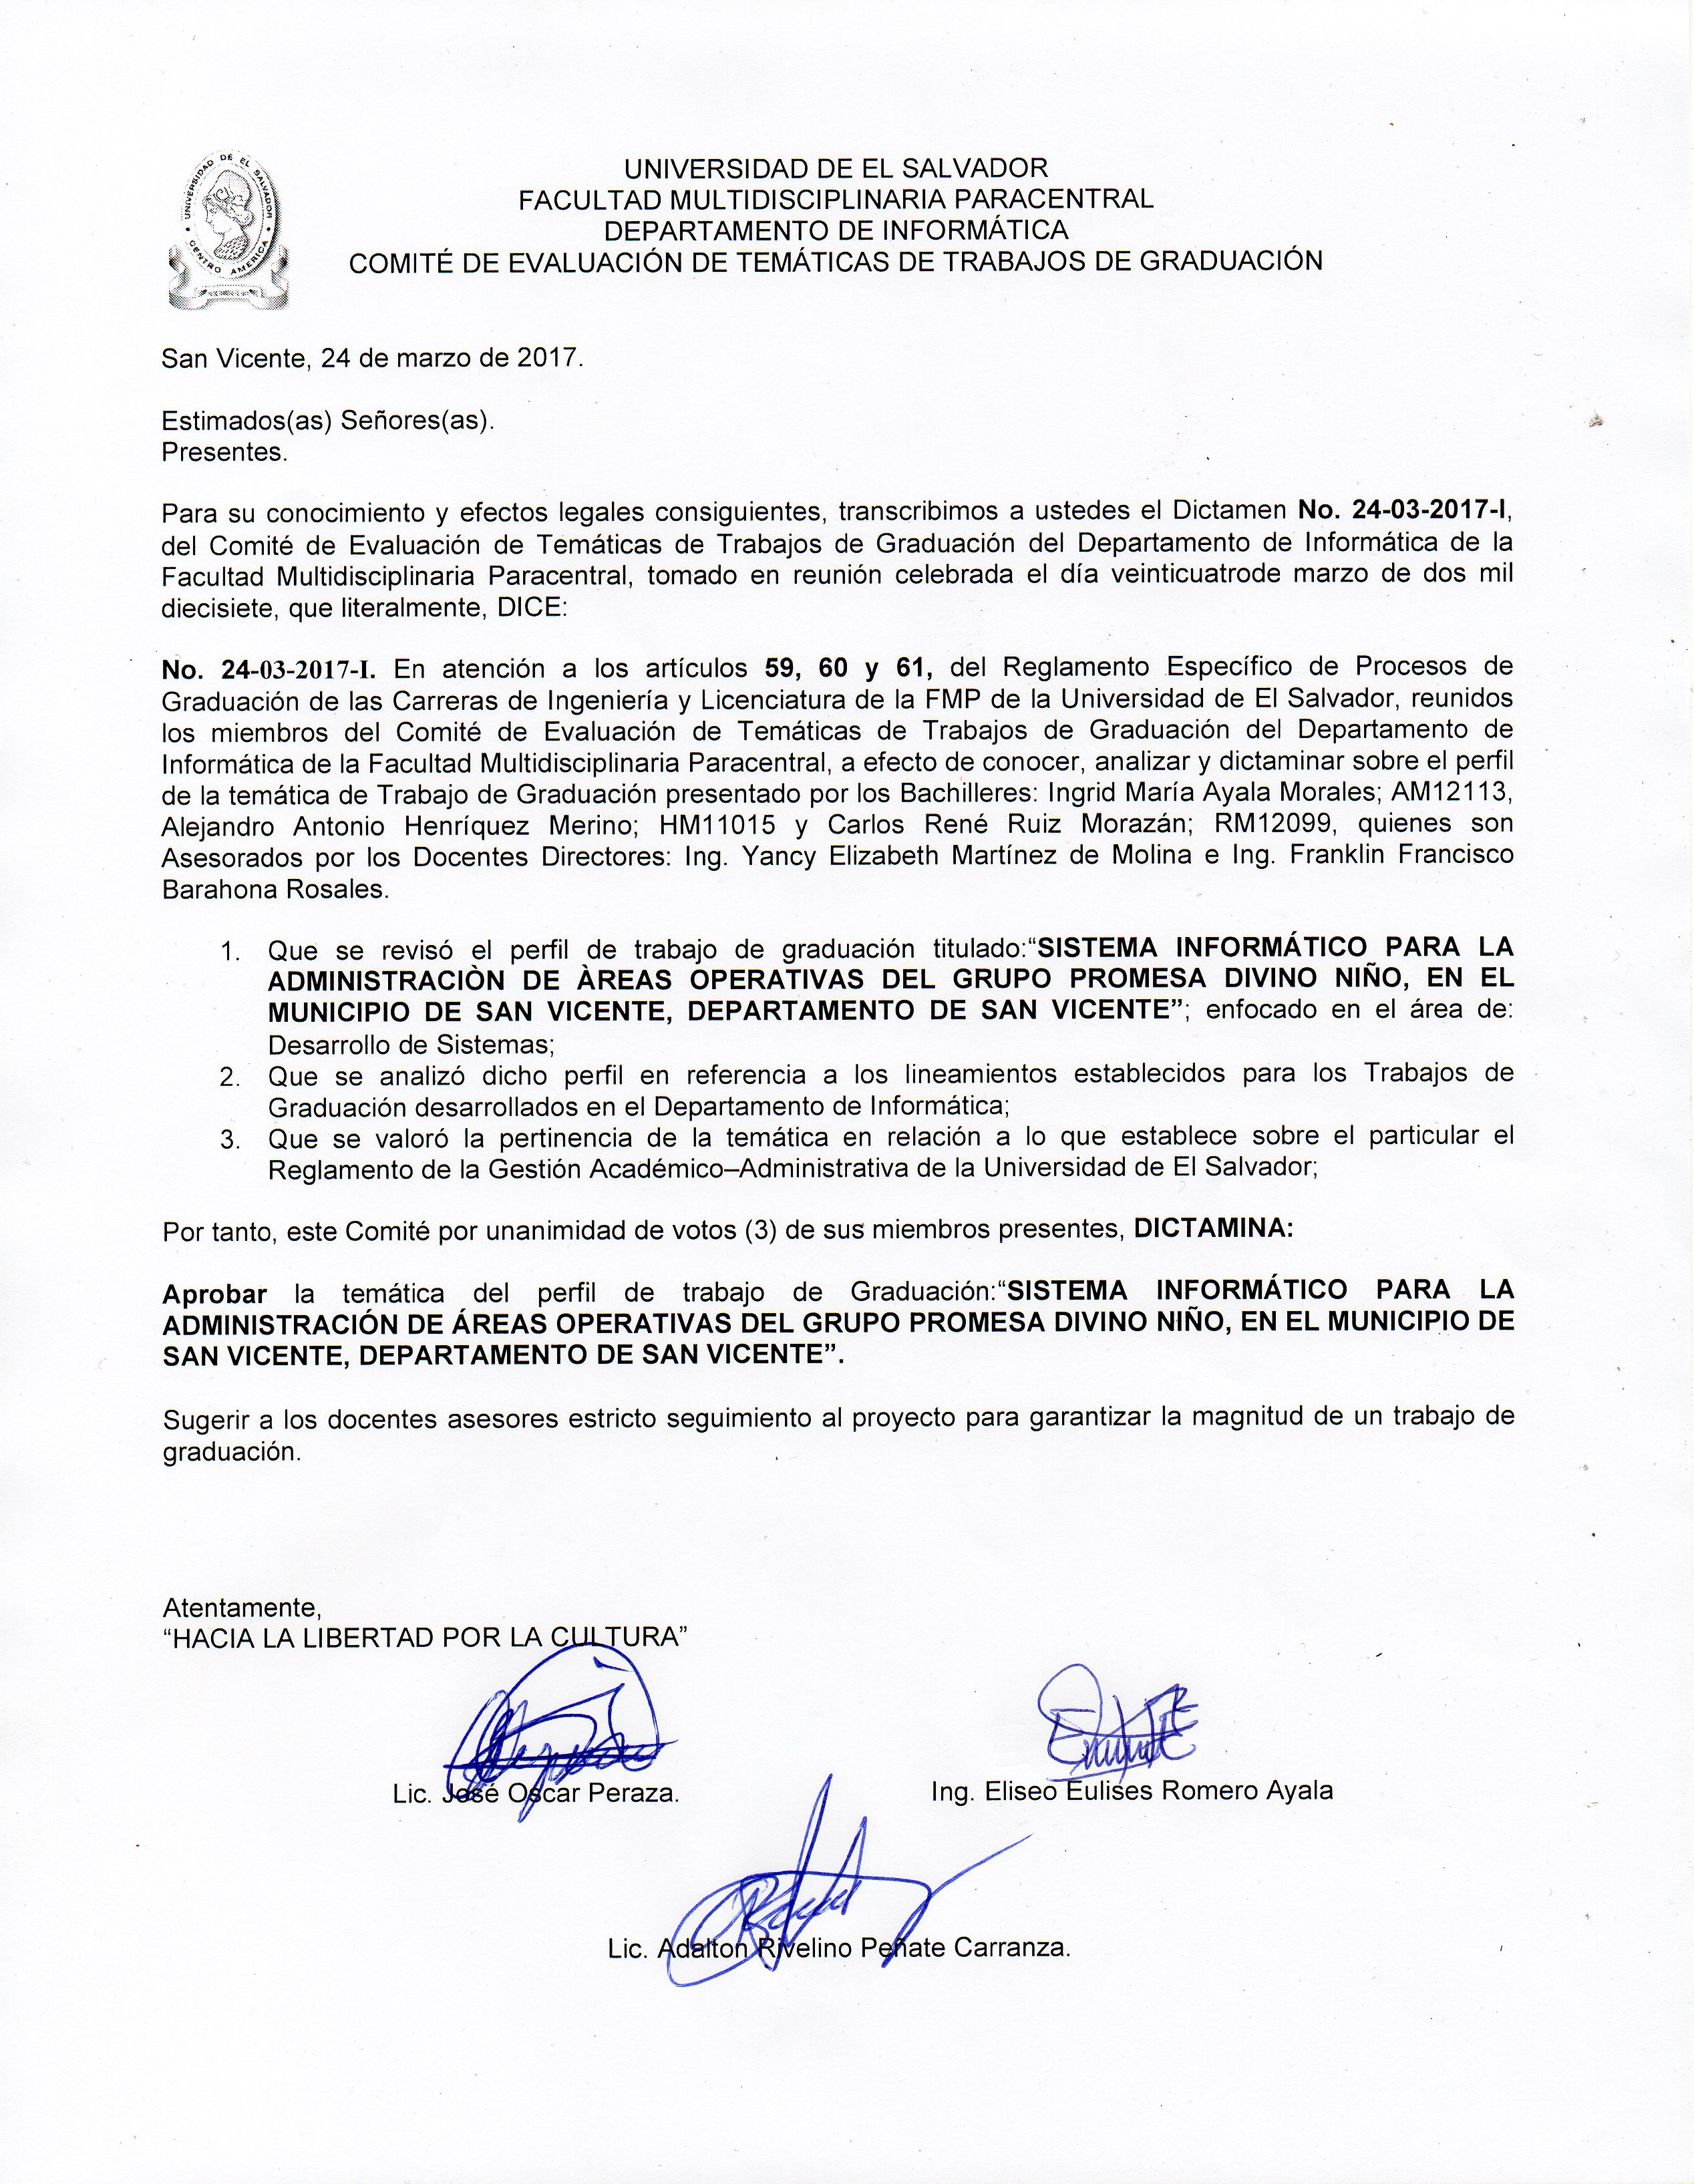 UNIVERSIDAD DE EL SALVADOR
CENTRO AMERICA
UNIVERSIDAD DE EL SALVADOR
FACULTAD MULTIDISCIPLINARIA PARACENTRAL
DEPARTAMENTO DE INFORMÁTICA
COMITÉ DE EVALUACIÓN DE TEMÁTICAS DE TRABAJOS DE GRADUACIÓN
San Vicente, 24 de marzo de 2017.
Estimados(as) Señores(as).
Presentes.
Para su conocimiento y efectos legales consiguientes, transcribimos a ustedes el Dictamen No. 24-03-2017-I,
del Comité de Evaluación de Temáticas de Trabajos de Graduación del Departamento de Informática de la
Facultad Multidisciplinaria Paracentral, tomado en reunión celebrada el día veinticuatrode marzo de dos mil
diecisiete, que literalmente, DICE:
No. 24-03-2017-I. En atención a los artículos 59, 60 y 61, del Reglamento Específico de Procesos de
Graduación de las Carreras de Ingeniería y Licenciatura de la FMP de la Universidad de El Salvador, reunidos
los miembros del Comité de Evaluación de Temáticas de Trabajos de Graduación del Departamento de
Informática de la Facultad Multidisciplinaria Paracentral, a efecto de conocer, analizar y dictaminar sobre el perfil
de la temática de Trabajo de Graduación presentado por los Bachilleres: Ingrid María Ayala Morales; AM12113,
Alejandro Antonio Henríquez Merino; HM11015 y Carlos René Ruiz Morazán; RM12099, quienes son
Asesorados por los Docentes Directores: Ing. Yancy Elizabeth Martínez de Molina e Ing. Franklin Francisco
Barahona Rosales.
1. Que se revisó el perfil de trabajo de graduación titulado:“SISTEMA INFORMÁTICO PARA LA
ADMINISTRACIÒN DE ÀREAS OPERATIVAS DEL GRUPO PROMESA DIVINO NIÑO, EN EL
MUNICIPIO DE SAN VICENTE, DEPARTAMENTO DE SAN VICENTE”; enfocado en el área de:
Desarrollo de Sistemas;
2. Que se analizó dicho perfil en referencia a los lineamientos establecidos para los Trabajos de
Graduación desarrollados en el Departamento de Informática;
3. Que se valoró la pertinencia de la temática en relación a lo que establece sobre el particular el
Reglamento de la Gestión Académico–Administrativa de la Universidad de El Salvador;
Por tanto, este Comité por unanimidad de votos (3) de sus miembros presentes, DICTAMINA:
Aprobar la temática del perfil de trabajo de Graduación:“SISTEMA INFORMÁTICO PARA LA
ADMINISTRACIÓN DE ÁREAS OPERATIVAS DEL GRUPO PROMESA DIVINO NIÑO, EN EL MUNICIPIO DE
SAN VICENTE, DEPARTAMENTO DE SAN VICENTE”.
Sugerir a los docentes asesores estricto seguimiento al proyecto para garantizar la magnitud de un trabajo de
graduación.
Atentamente,
“HACIA LA LIBERTAD POR LA CULTURA”
Lic. José Oscar Peraza.
Ing. Eliseo Eulises Romero Ayala
Lic. Adalton Rivelino Peñate Carranza.